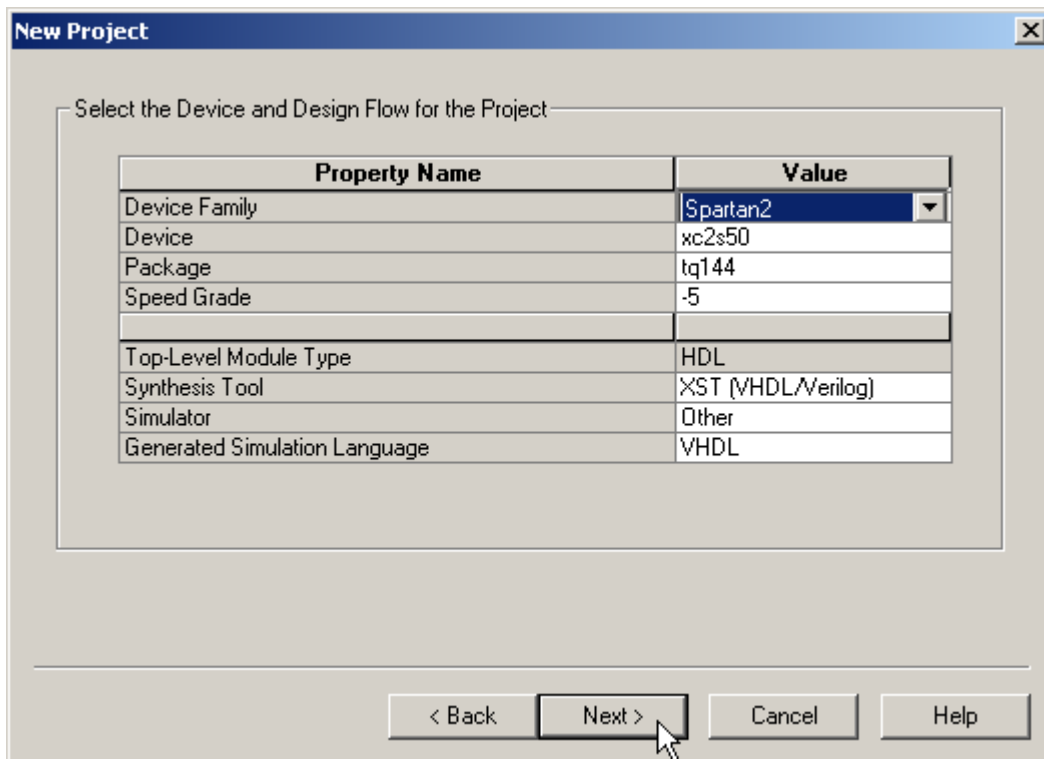 New Project
Select the Device and Design Flow for the Project
Property Name Value
Device Family Spartan2
Device xc2s50
Package tq144
Speed Grade -5
Top-Level Module Type HDL
Synthesis Tool XST (VHDL/Verilog)
Simulator Other
Generated Simulation Language VHDL
< Back Next > Cancel Help